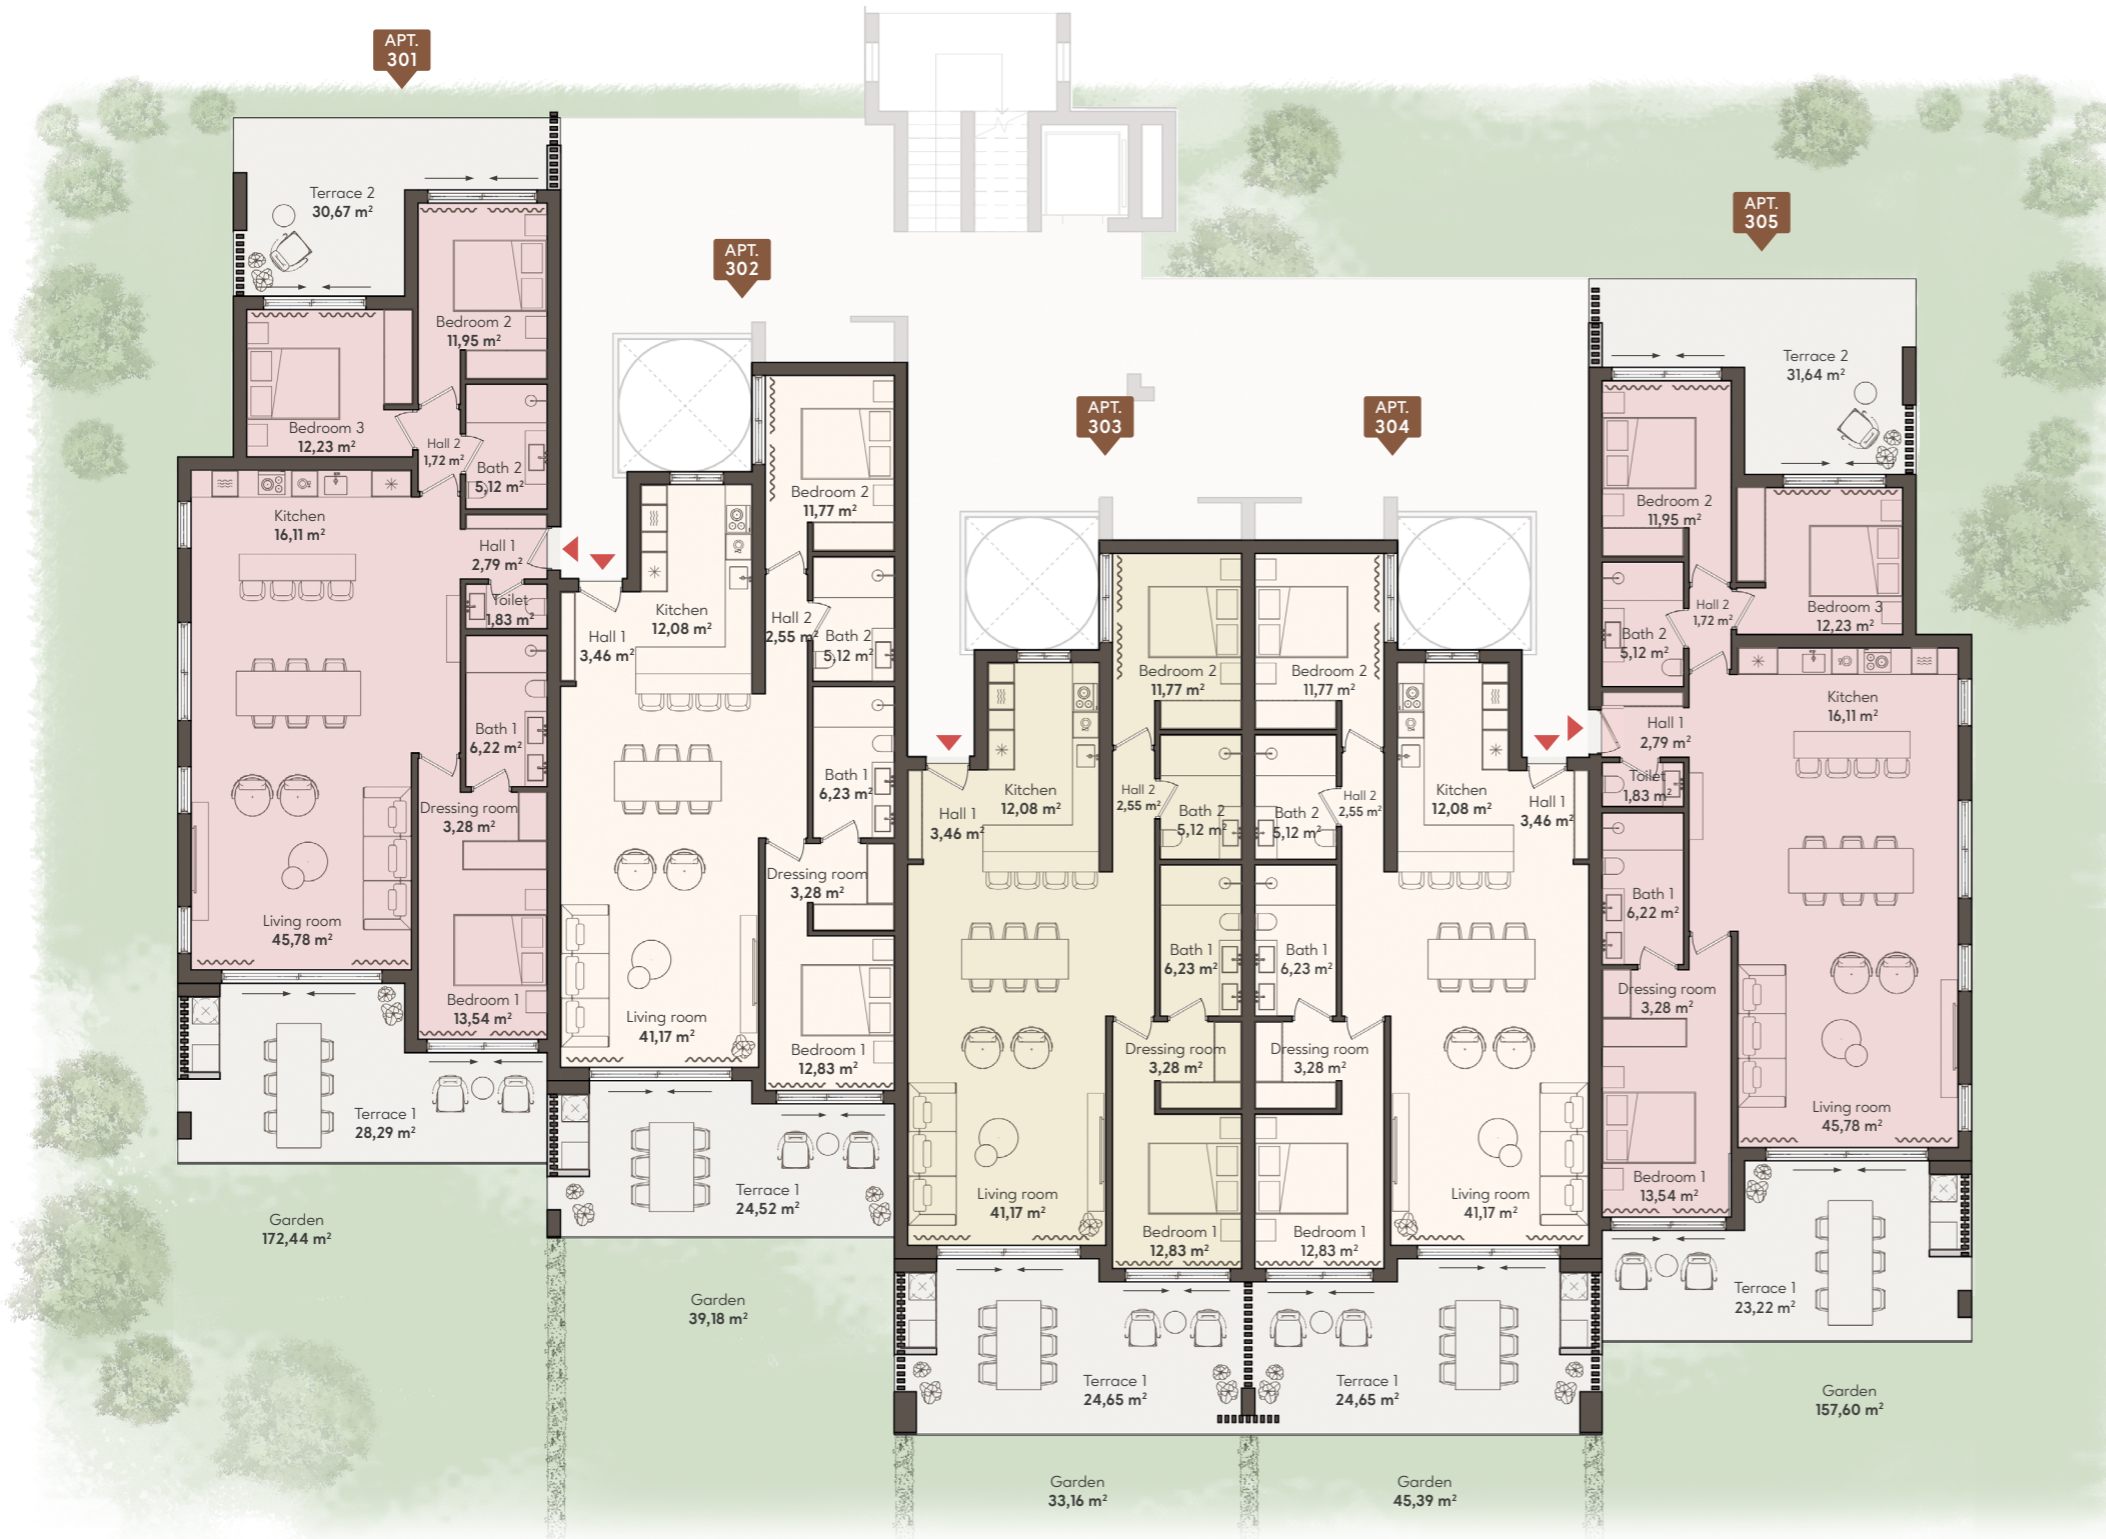 APT.
301
Terrace 2
30,67 m²
Bedroom 2
11,95 m²
Bedroom 3
12,23 m²
Hall 2
1,72 m²
Bath 2
5,12 m²
Kitchen
16,11 m²
Hall 1
2,79 m²
Toilet
1,83 m²
Bath 1
6,22 m²
Dressing room
3,28 m²
Living room
45,78 m²
Bedroom 1
13,54 m²
Terrace 1
28,29 m²
Garden
172,44 m²
APT.
302
Bedroom 2
11,77 m²
Kitchen
12,08 m²
Hall 1
3,46 m²
Hall 2
2,55 m²
Bath 2
5,12 m²
Bath 1
6,23 m²
Dressing room
3,28 m²
Living room
41,17 m²
Bedroom 1
12,83 m²
Terrace 1
24,52 m²
Garden
39,18 m²
APT.
303
Bedroom 2
11,77 m²
Kitchen
12,08 m²
Hall 1
3,46 m²
Hall 2
2,55 m²
Bath 2
5,12 m²
Bath 1
6,23 m²
Dressing room
3,28 m²
Living room
41,17 m²
Bedroom 1
12,83 m²
Terrace 1
24,65 m²
Garden
33,16 m²
APT.
304
Bedroom 2
11,77 m²
Hall 2
2,55 m²
Kitchen
12,08 m²
Hall 1
3,46 m²
Bath 2
5,12 m²
Bath 1
6,23 m²
Dressing room
3,28 m²
Living room
41,17 m²
Bedroom 1
12,83 m²
Terrace 1
24,65 m²
Garden
45,39 m²
APT.
305
Terrace 2
31,64 m²
Bedroom 2
11,95 m²
Bedroom 3
12,23 m²
Hall 2
1,72 m²
Bath 2
5,12 m²
Kitchen
16,11 m²
Hall 1
2,79 m²
Toilet
1,83 m²
Bath 1
6,22 m²
Dressing room
3,28 m²
Living room
45,78 m²
Bedroom 1
13,54 m²
Terrace 1
23,22 m²
Garden
157,60 m²